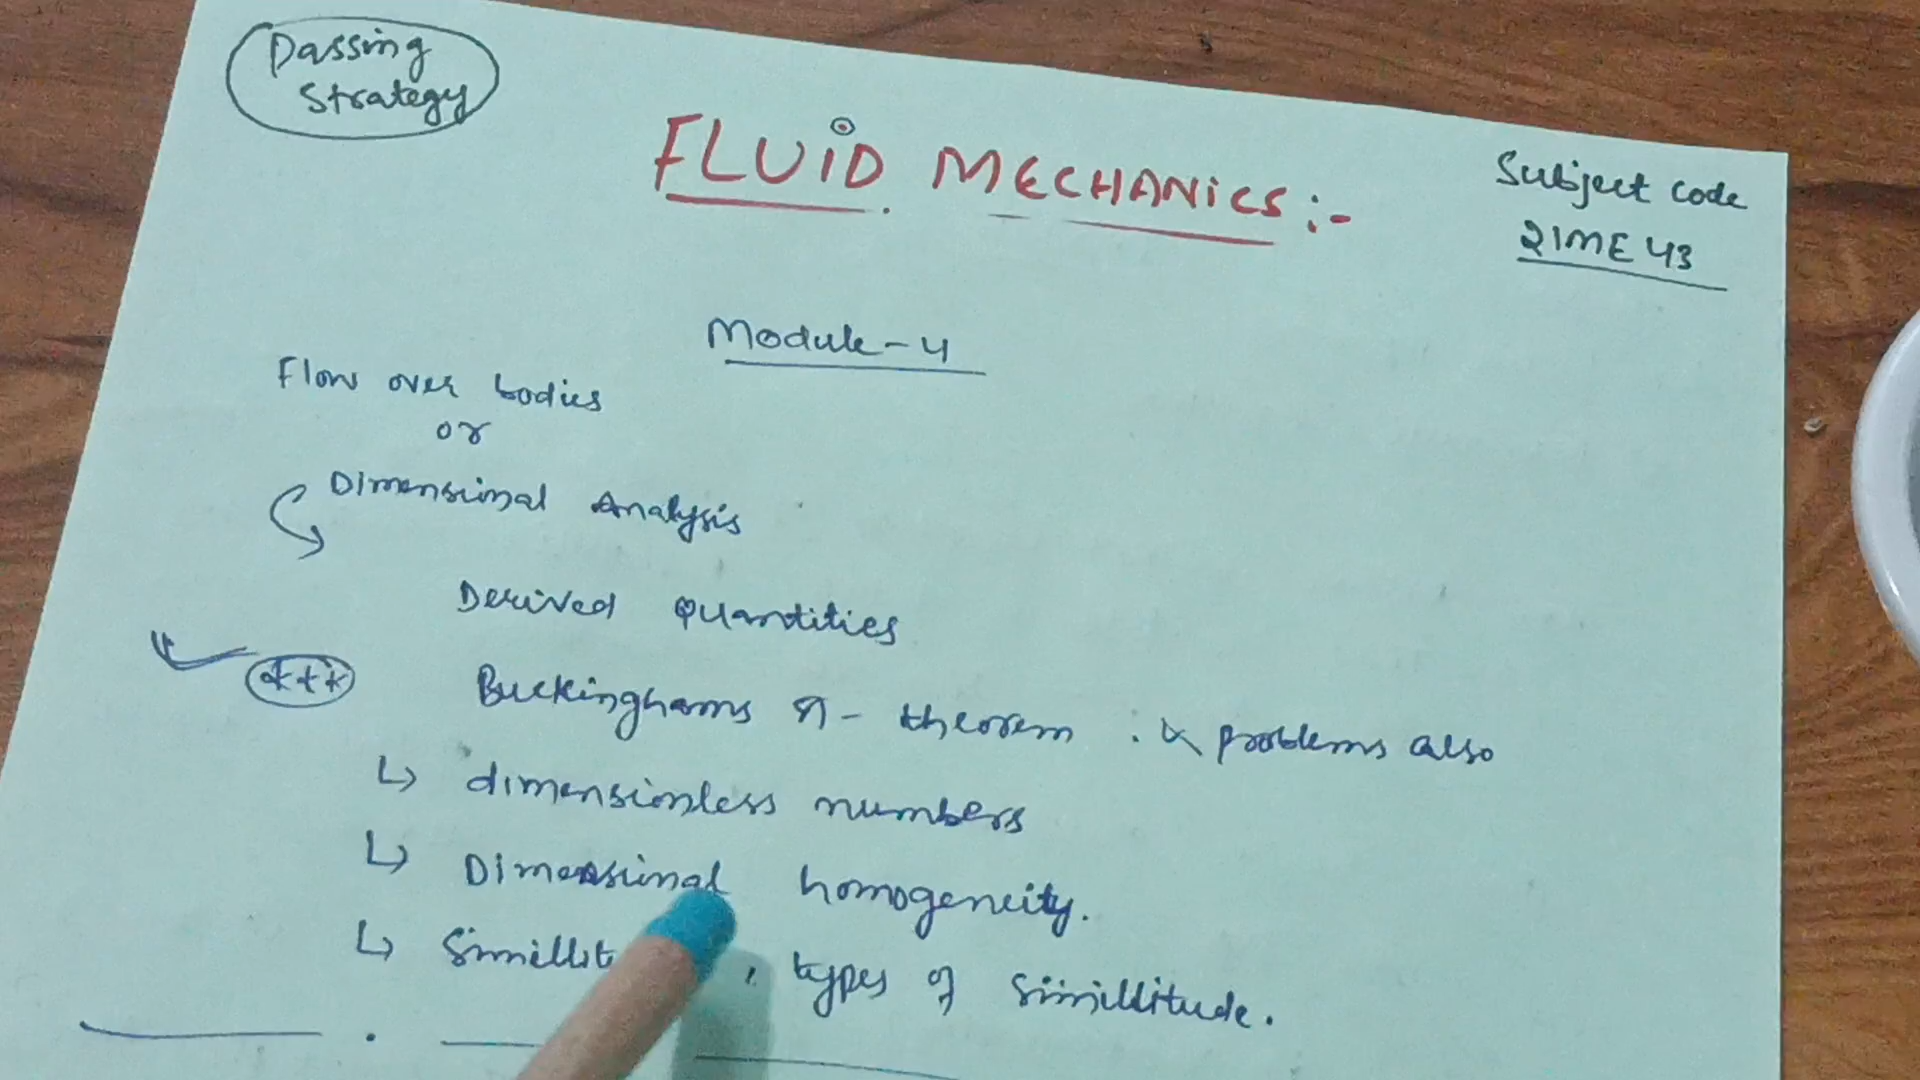 Passing
Strategy
FLUiD MECHANiCS :-
Subject code
21ME43
Module-4
Flow over bodies
or
Dimensional Analysis
Derived Quantities
*** Buckinghams π- theorem : & problems also
↳ dimensionless numbers
↳ Dimensional homogeneity.
↳ types of Simillitude.